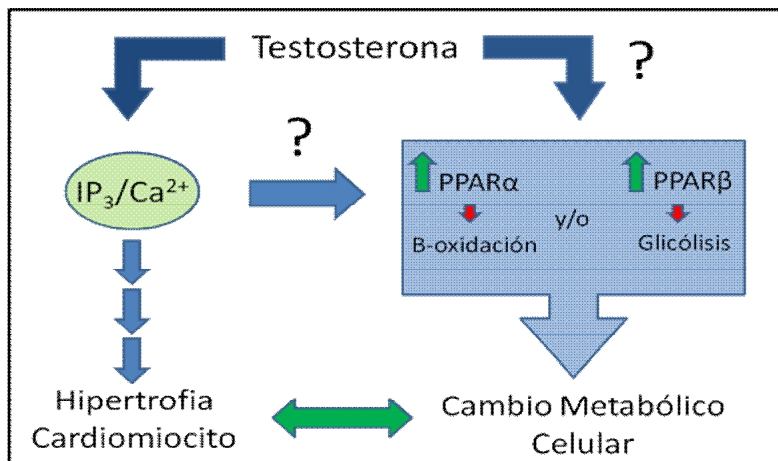 Testosterona
?
?
IP₃/Ca²⁺
PPARα
PPARβ
y/o
B-oxidación
Glicólisis
Hipertrofia
Cardiomiocito
Cambio Metabólico
Celular